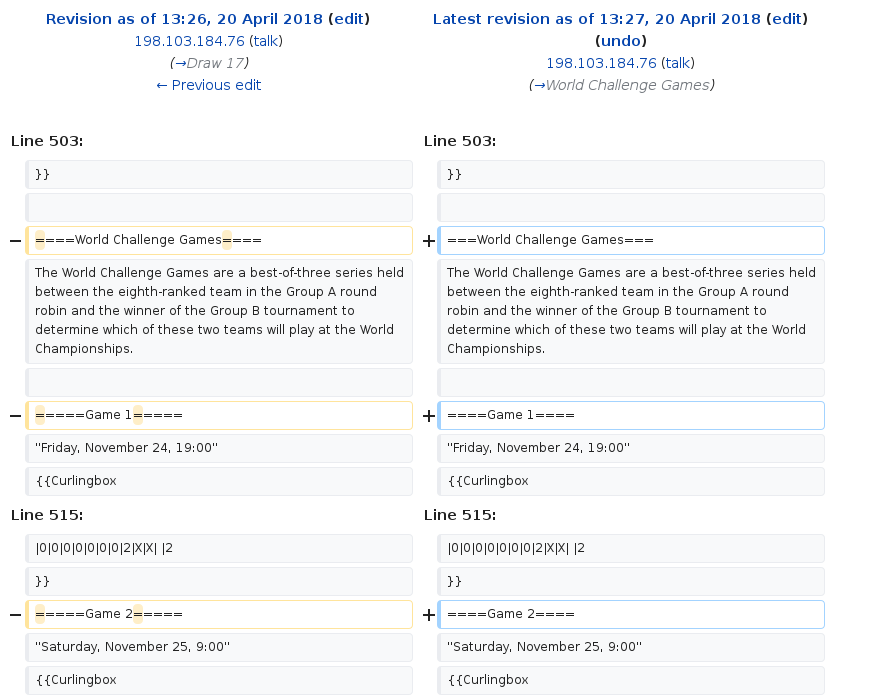 Revision as of 13:26, 20 April 2018 (edit)
198.103.184.76 (talk)
(→Draw 17)
← Previous edit
Latest revision as of 13:27, 20 April 2018 (edit)
(undo)
198.103.184.76 (talk)
(→World Challenge Games)
Line 503:
Line 503:
}}
}}
− ====World Challenge Games====
+ ===World Challenge Games===
The World Challenge Games are a best-of-three series held
between the eighth-ranked team in the Group A round
robin and the winner of the Group B tournament to
determine which of these two teams will play at the World
Championships.
The World Challenge Games are a best-of-three series held
between the eighth-ranked team in the Group A round
robin and the winner of the Group B tournament to
determine which of these two teams will play at the World
Championships.
− =====Game 1=====
+ ====Game 1====
''Friday, November 24, 19:00''
''Friday, November 24, 19:00''
{{Curlingbox
{{Curlingbox
Line 515:
Line 515:
|0|0|0|0|0|0|0|2|X|X| |2
|0|0|0|0|0|0|0|2|X|X| |2
}}
}}
− =====Game 2=====
+ ====Game 2====
''Saturday, November 25, 9:00''
''Saturday, November 25, 9:00''
{{Curlingbox
{{Curlingbox